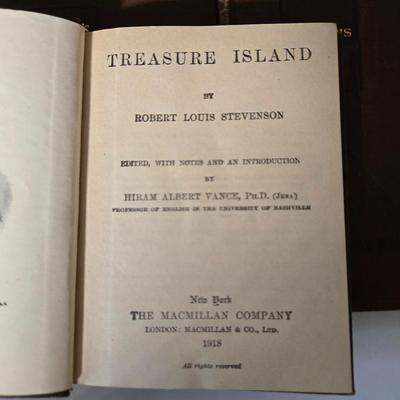 TREASURE ISLAND
BY
ROBERT LOUIS STEVENSON
EDITED, WITH NOTES AND AN INTRODUCTION
BY
HIRAM ALBERT VANCE, PH.D. (JENA)
PROFESSOR OF ENGLISH IN THE UNIVERSITY OF NASHVILLE
New York
THE MACMILLAN COMPANY
LONDON: MACMILLAN & CO., LTD.
1918
All rights reserved